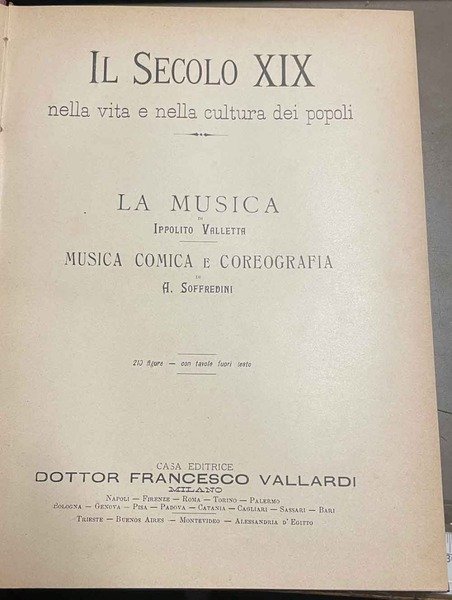 IL SECOLO XIX
nella vita e nella cultura dei popoli
LA MUSICA
DI
IPPOLITO VALLETTA
MUSICA COMICA E COREOGRAFIA
DI
A. SOFFREDINI
figure — con tavole fuori testo
CASA EDITRICE
DOTTOR FRANCESCO VALLARDI
MILANO
NAPOLI — FIRENZE — ROMA — TORINO — PALERMO
BOLOGNA — GENOVA — PISA — PADOVA — CATANIA — CAGLIARI — SASSARI — BARI
TRIESTE — BUENOS AIRES — MONTEVIDEO — ALESSANDRIA D' EGITTO